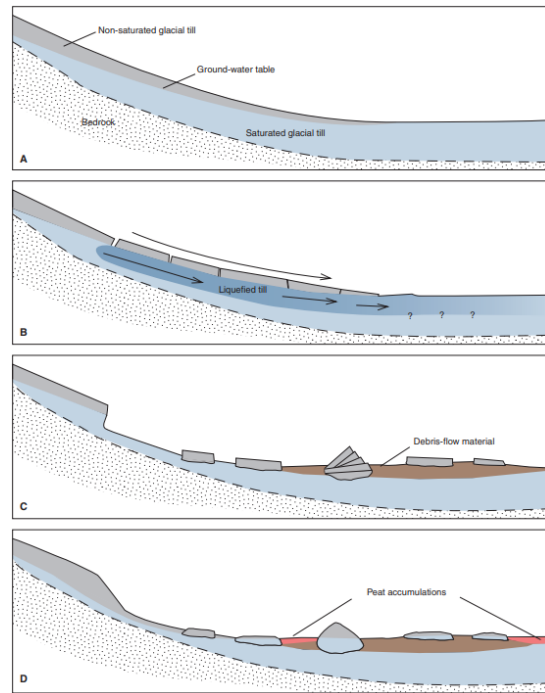 Non-saturated glacial till
Ground-water table
Bedrock
Saturated glacial till
A
Liquefied till
? ? ?
B
Debris-flow material
C
Peat accumulations
D